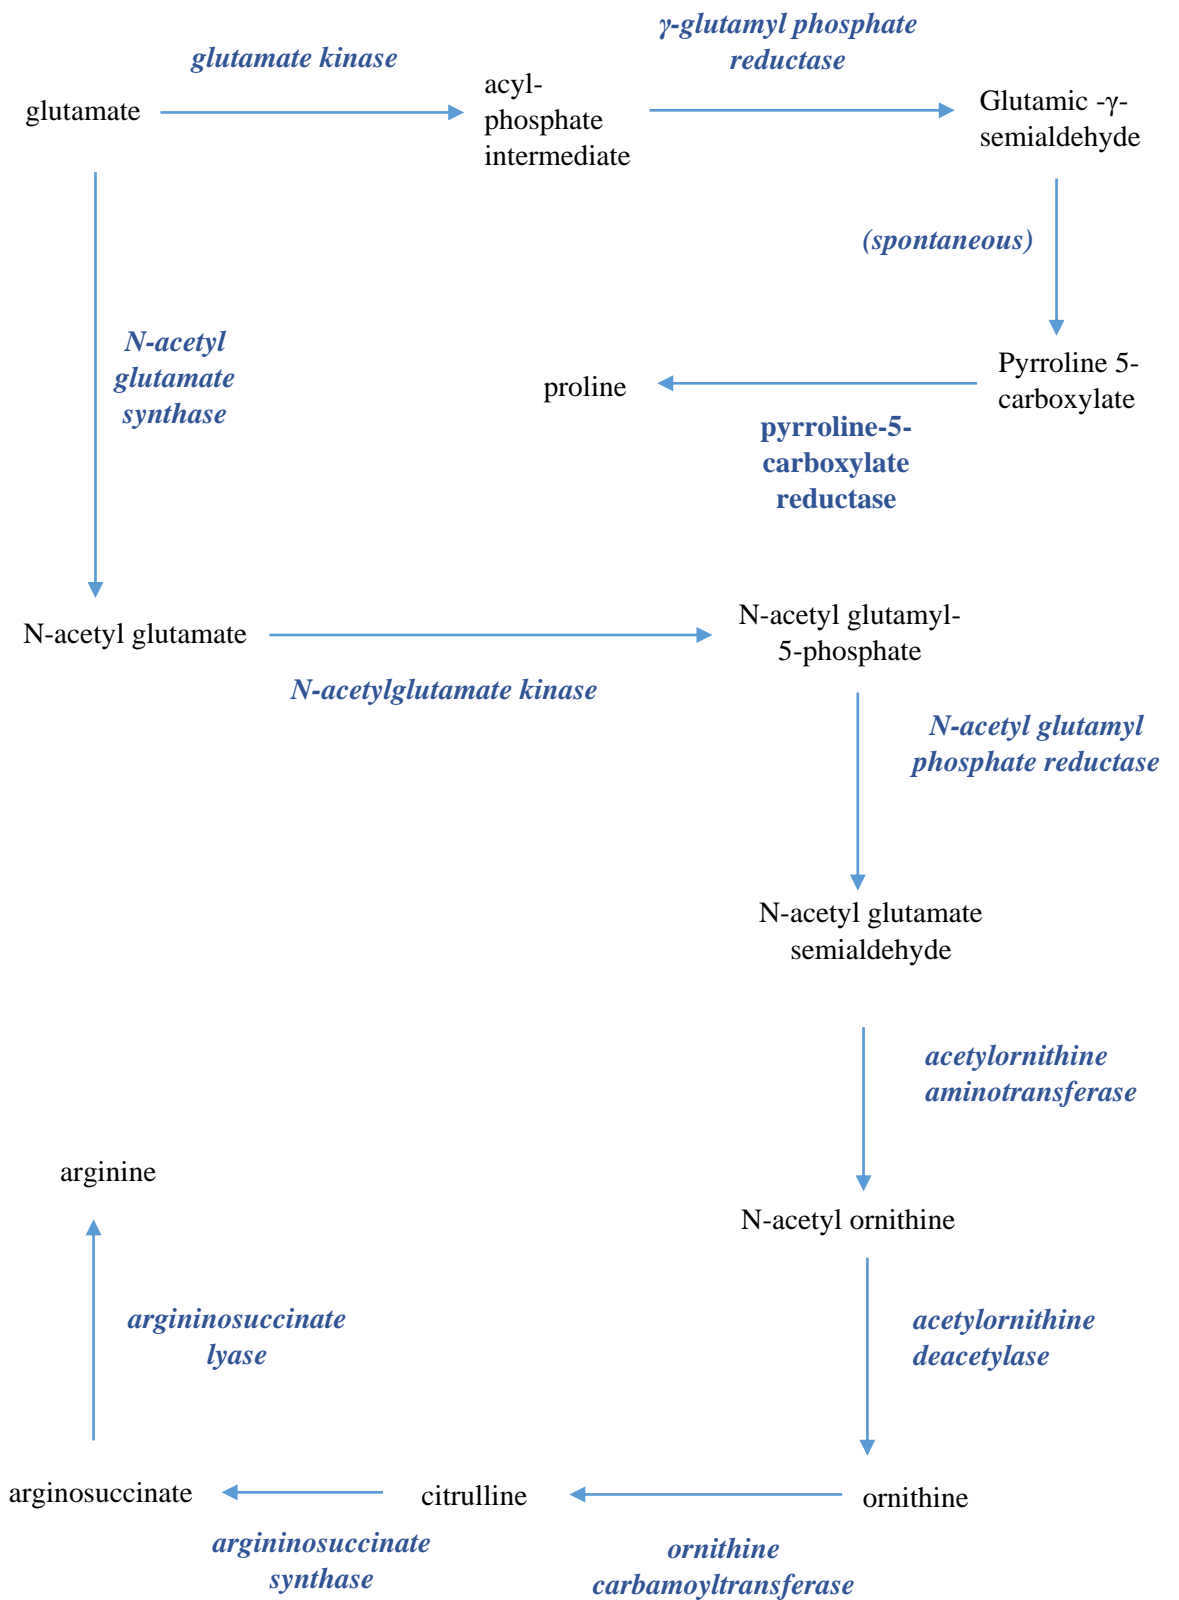 glutamate kinase
γ-glutamyl phosphate
reductase
glutamate
acyl-
phosphate
intermediate
Glutamic -γ-
semialdehyde
(spontaneous)
N-acetyl
glutamate
synthase
proline
Pyrroline 5-
carboxylate
pyrroline-5-
carboxylate
reductase
N-acetyl glutamate
N-acetyl glutamyl-
5-phosphate
N-acetylglutamate kinase
N-acetyl glutamyl
phosphate reductase
N-acetyl glutamate
semialdehyde
acetylornithine
aminotransferase
arginine
N-acetyl ornithine
argininosuccinate
lyase
acetylornithine
deacetylase
arginosuccinate
citrulline
ornithine
argininosuccinate
synthase
ornithine
carbamoyltransferase